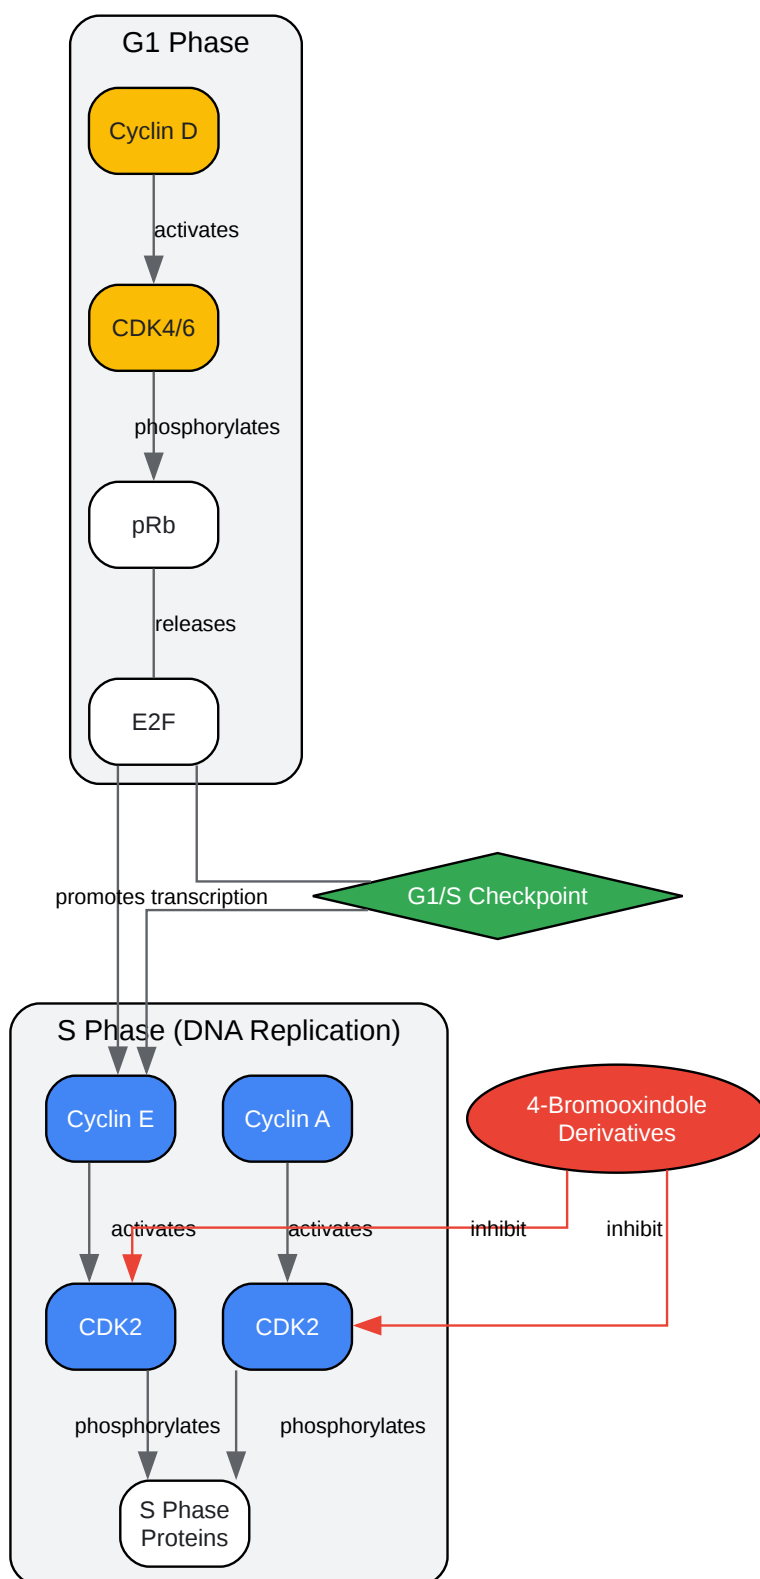 G1 Phase
Cyclin D
activates
CDK4/6
phosphorylates
pRb
releases
E2F
promotes transcription
G1/S Checkpoint
S Phase (DNA Replication)
Cyclin E
Cyclin A
4-Bromooxindole
Derivatives
activates
activates
inhibit
inhibit
CDK2
CDK2
phosphorylates
phosphorylates
S Phase
Proteins